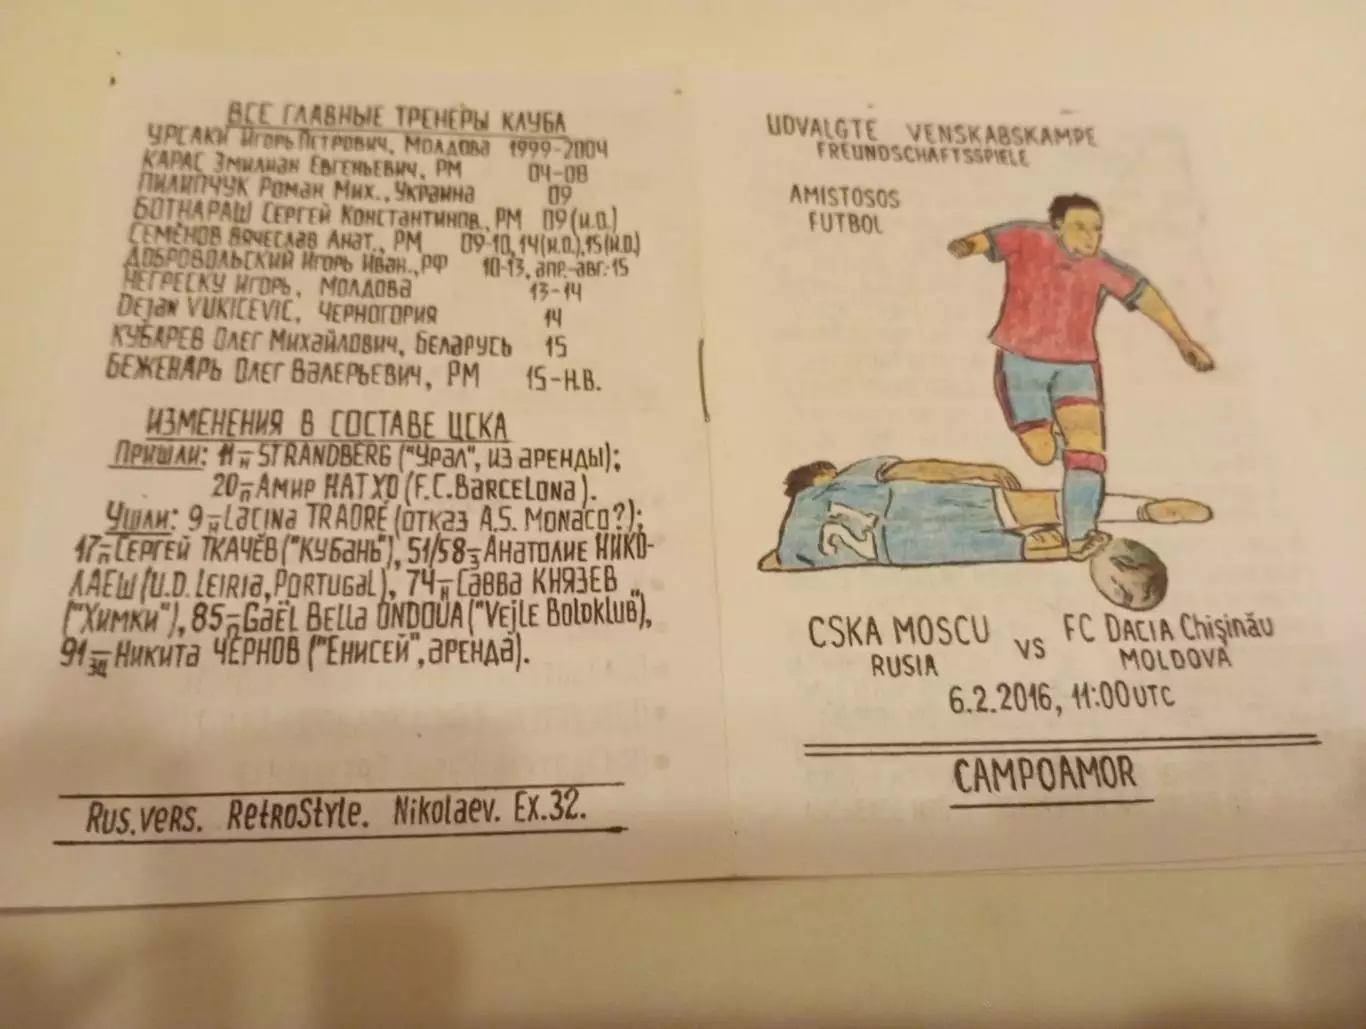 ВСЕ ГЛАВНЫЕ ТРЕНЕРЫ КЛУБА
УРСАКИ Игорь Петрович, Молдова 1999-2004
КАРАС Эмилиан Евгеньевич, РМ 04-08
ПИЛИПЧУК Роман Мих., Украина 09
БОТНАРАШ Сергей Константинов, РМ 09(и.о.)
СЕМЁНОВ Вячеслав Анат., РМ 09-10, 14(и.о.), 15(и.о.)
ДОБРОВОЛЬСКИЙ Игорь Иван., РФ 10-13, апр.-авг.-15
НЕГРЕСКУ Игорь, Молдова 13-14
Dejan VUKICEVIC, Черногория 14
КУБАРЕВ Олег Михайлович, Беларусь 15
БЕЖЕНАРЬ Олег Валерьевич, РМ 15-Н.В.
ИЗМЕНЕНИЯ В СОСТАВЕ ЦСКА
Пришли: 11-н STRANDBERG ("Урал", из аренды);
20-п Амир НАТХО (F.C. Barcelona).
Ушли: 9-н Lacina TRAORE (отказ A.S. Monaco?);
17-п Сергей ТКАЧЁВ ("Кубань"), 51/58-з Анатолие НИКО-
ЛАЕШ (U.D. Leiria, Portugal), 74-н Савва КНЯЗЕВ
("Химки"), 85-п Gaël Bella ONDOUA ("Vejle Boldklub"),
91-зщ Никита ЧЕРНОВ ("Енисей", аренда).
Rus.vers. RetroStyle. Nikolaev. Ex.32.
UDVALGTE VENSKABSKAMPE
FREUNDSCHAFTSSPIELE
AMISTOSOS
FUTBOL
21
CSKA MOSCU vs FC Dacia Chişinău
RUSIA MOLDOVA
6.2.2016, 11:00 UTC
CAMPOAMOR